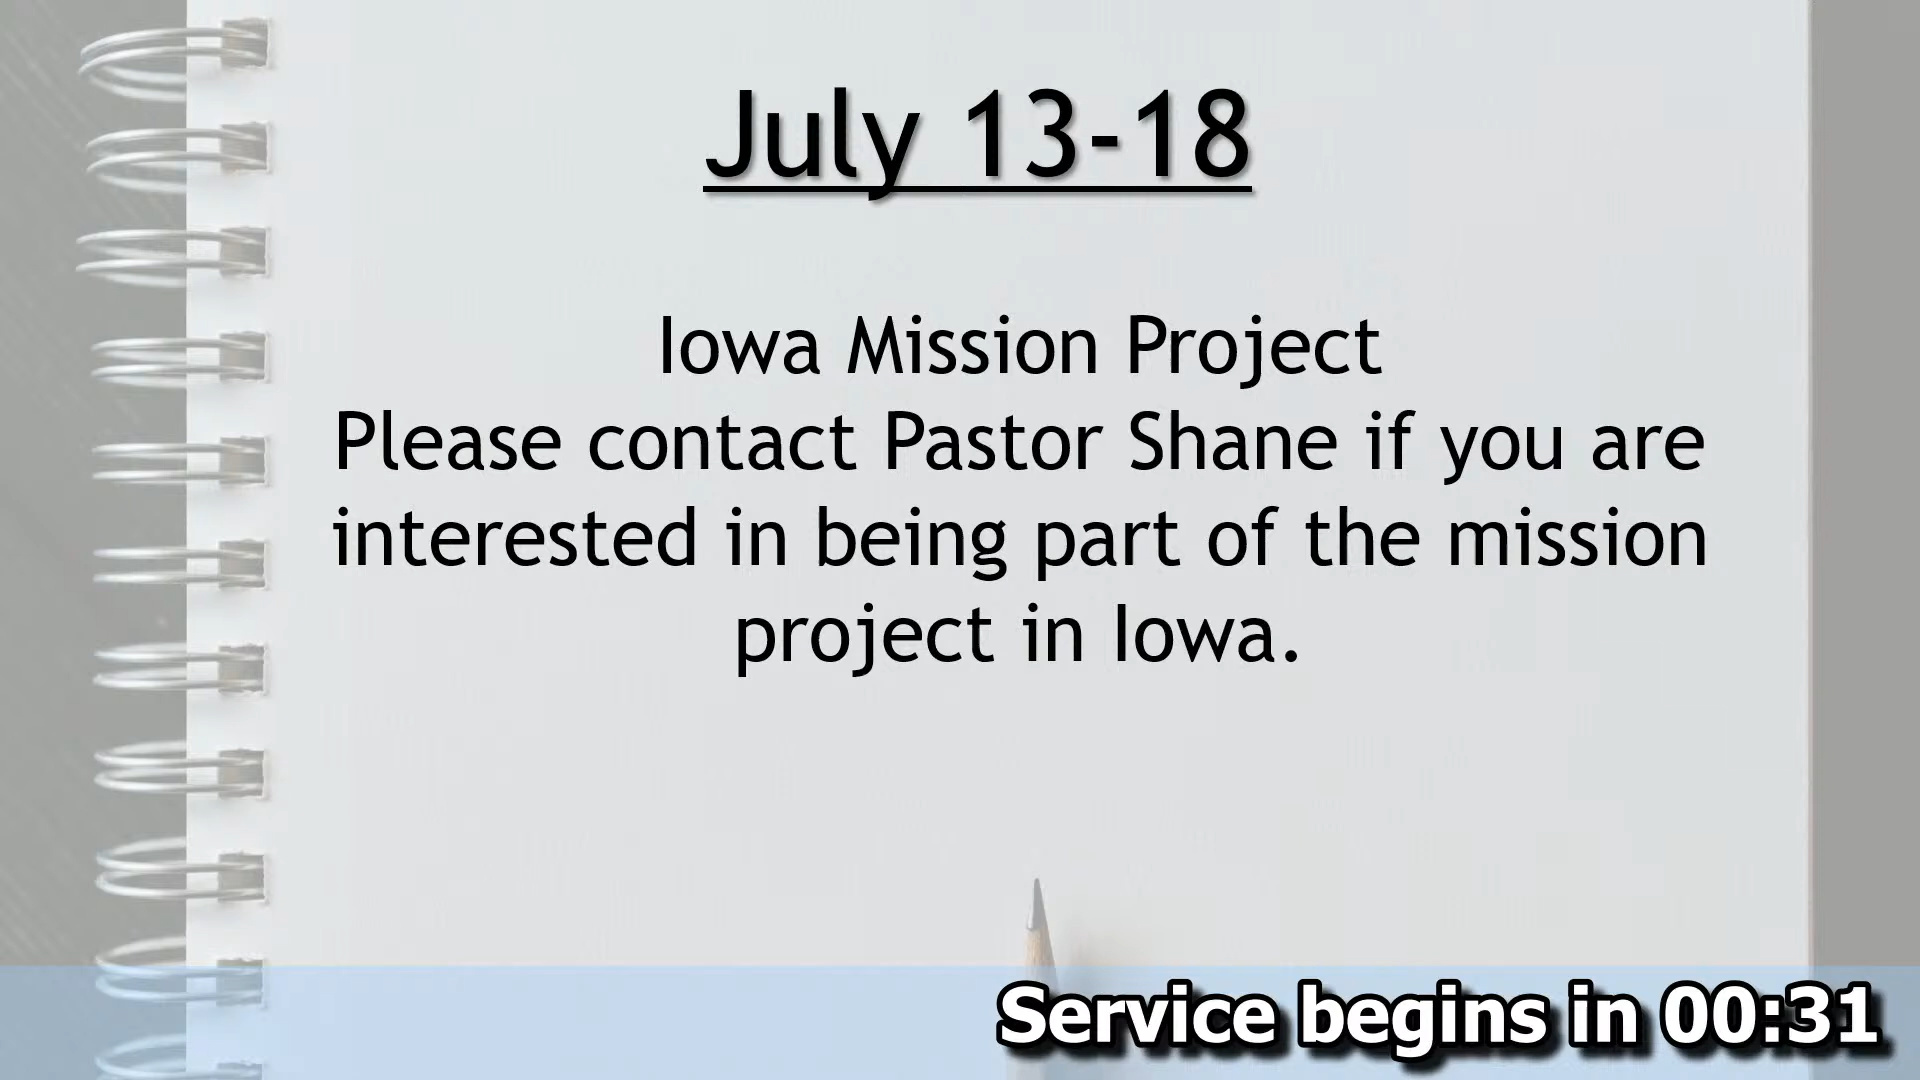 July 13-18
Iowa Mission Project
Please contact Pastor Shane if you are
interested in being part of the mission
project in Iowa.
Service begins in 00:31